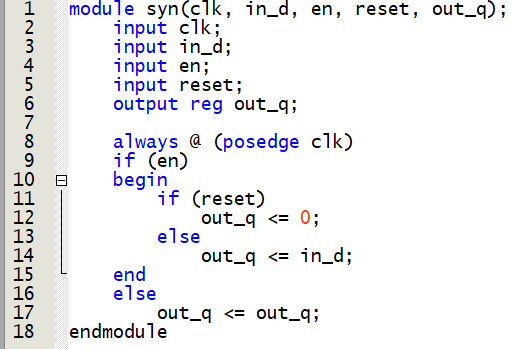 1 module syn(clk, in_d, en, reset, out_q);
2 input clk;
3 input in_d;
4 input en;
5 input reset;
6 output reg out_q;
7
8 always @ (posedge clk)
9 if (en)
10 begin
11 if (reset)
12 out_q <= 0;
13 else
14 out_q <= in_d;
15 end
16 else
17 out_q <= out_q;
18 endmodule